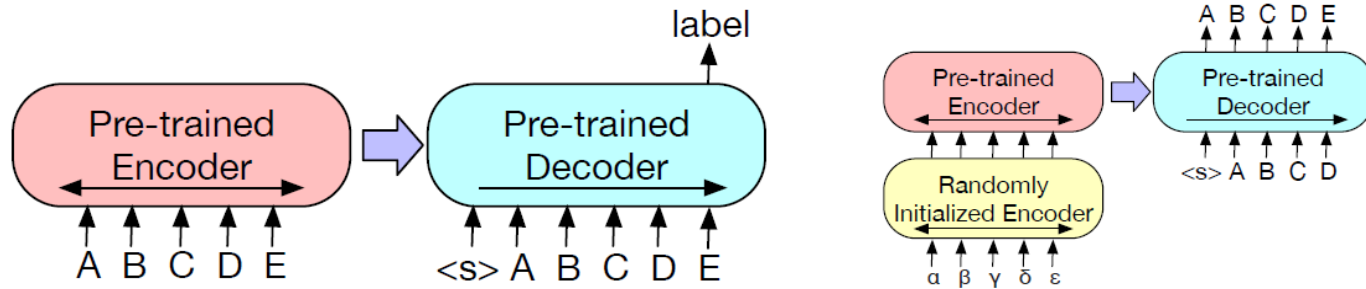 label
Pre-trained
Encoder
Pre-trained
Decoder
A B C D E
<s> A B C D E
A B C D E
Pre-trained
Encoder
Pre-trained
Decoder
<s> A B C D
Randomly
Initialized Encoder
α β γ δ ε